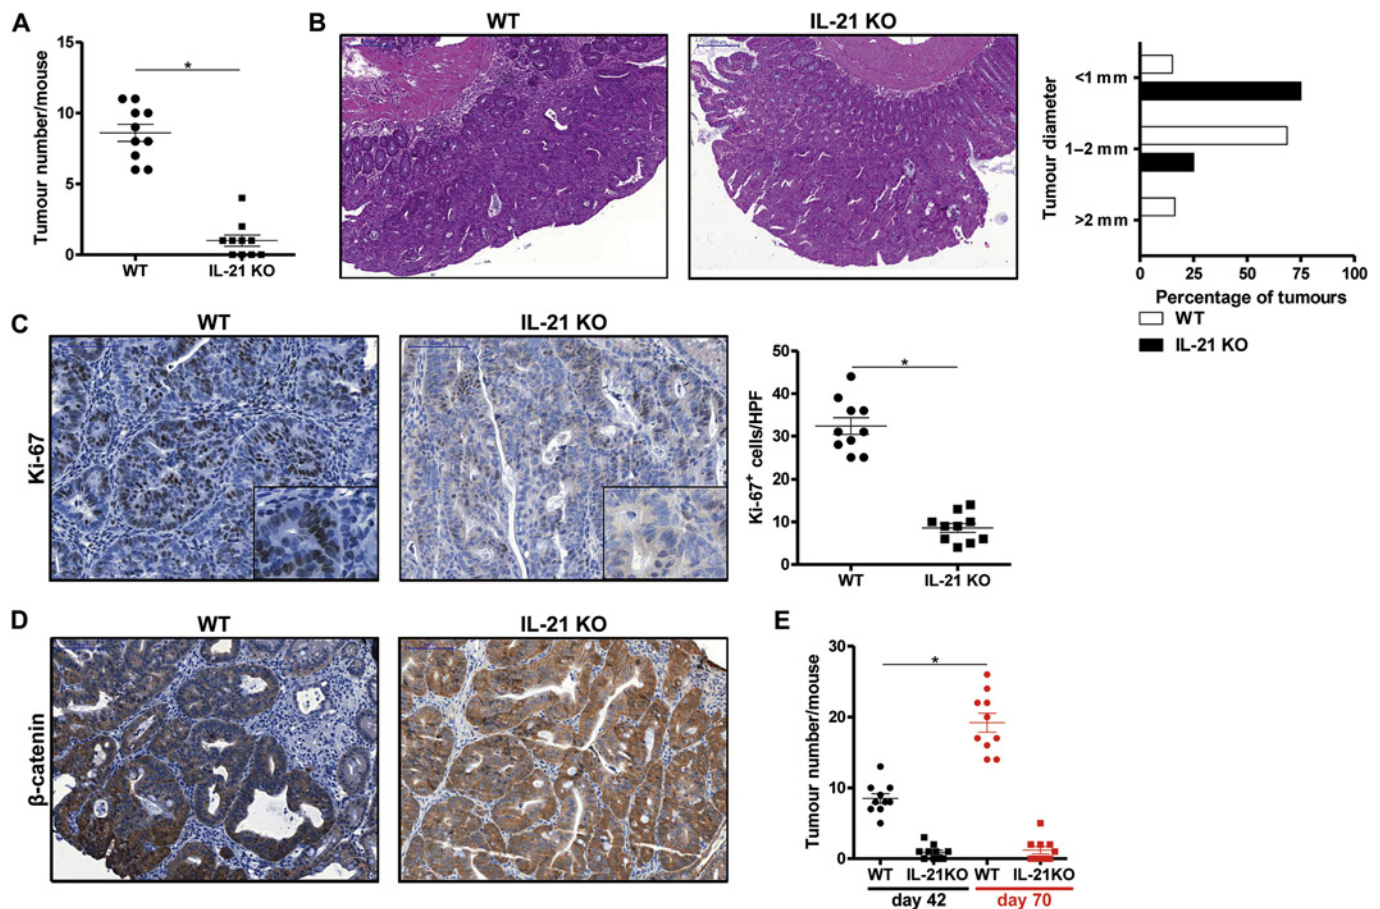 A
Tumour number/mouse
15
10
5
0
*
WT
IL-21 KO
B
WT
IL-21 KO
Tumour diameter
<1 mm
1–2 mm
>2 mm
0
25
50
75
100
Percentage of tumours
WT
IL-21 KO
C
WT
IL-21 KO
Ki-67
Ki-67+ cells/HPF
50
40
30
20
10
0
*
WT
IL-21 KO
D
WT
IL-21 KO
β-catenin
E
Tumour number/mouse
30
20
10
0
*
WT
IL-21KO
WT
IL-21KO
day 42
day 70